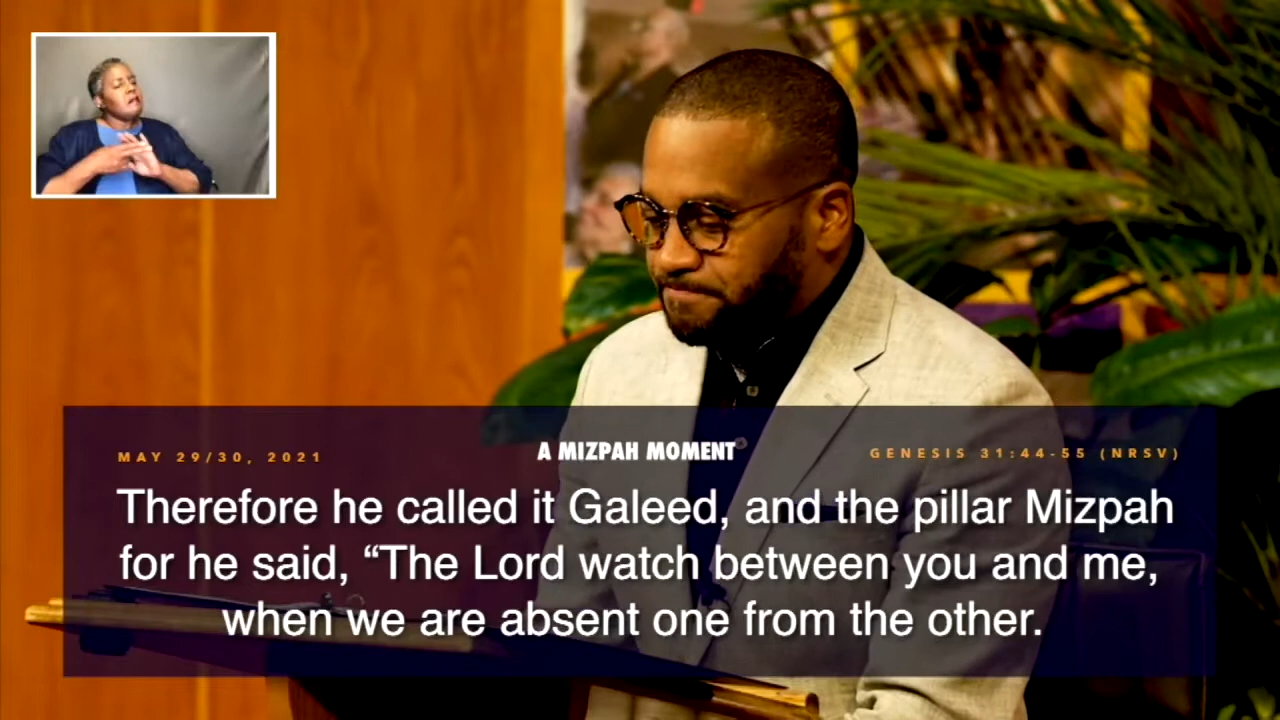 MAY 29/30, 2021
A MIZPAH MOMENT
GENESIS 31:44-55 (NRSV)
Therefore he called it Galeed, and the pillar Mizpah
for he said, “The Lord watch between you and me,
when we are absent one from the other.